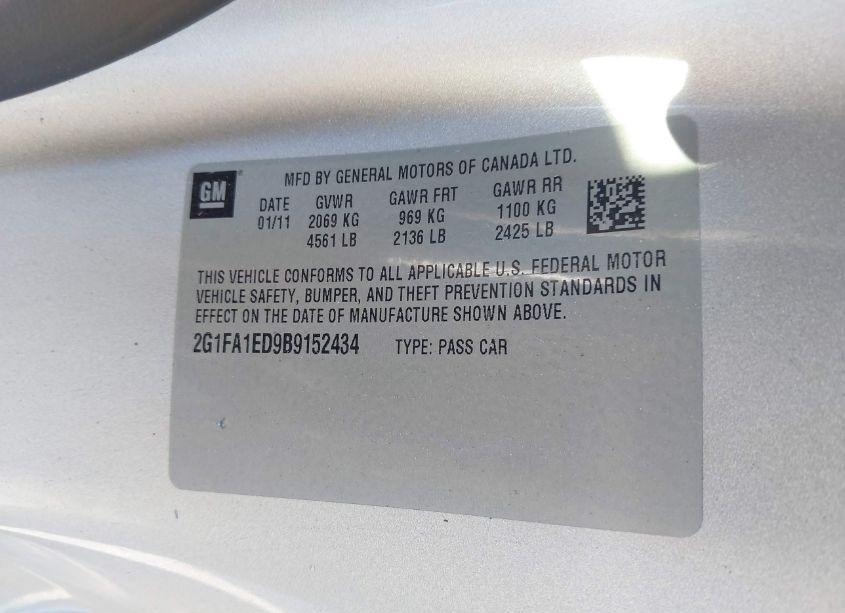 GM
MFD BY GENERAL MOTORS OF CANADA LTD.
DATE GVWR GAWR FRT GAWR RR
01/11 2069 KG 969 KG 1100 KG
4561 LB 2136 LB 2425 LB
THIS VEHICLE CONFORMS TO ALL APPLICABLE U.S. FEDERAL MOTOR
VEHICLE SAFETY, BUMPER, AND THEFT PREVENTION STANDARDS IN
EFFECT ON THE DATE OF MANUFACTURE SHOWN ABOVE.
2G1FA1ED9B9152434 TYPE: PASS CAR